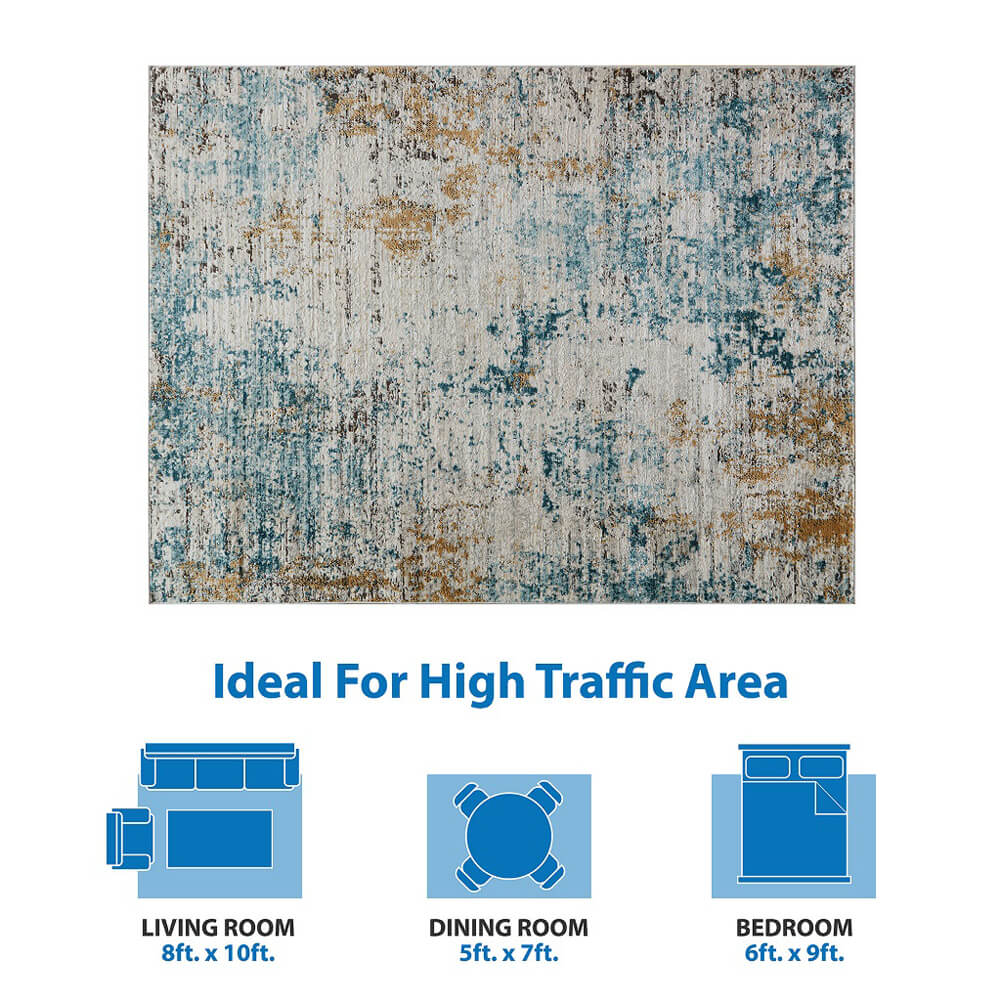 Ideal For High Traffic Area
LIVING ROOM
8ft. x 10ft.
DINING ROOM
5ft. x 7ft.
BEDROOM
6ft. x 9ft.